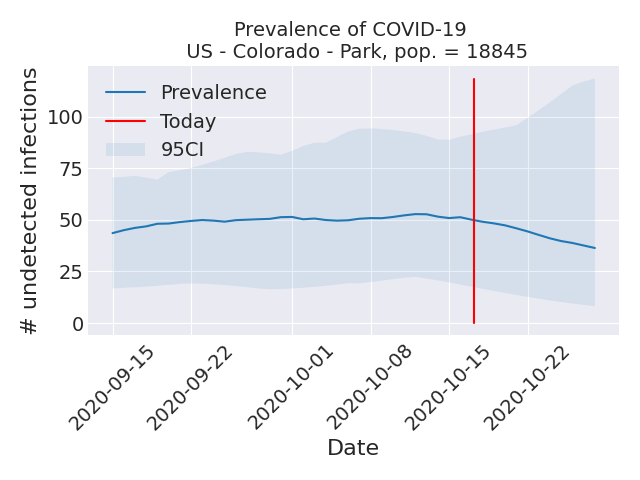 Prevalence of COVID-19
US - Colorado - Park, pop. = 18845
# undetected infections
100
75
50
25
0
Prevalence
Today
95CI
2020-09-15
2020-09-22
2020-10-01
2020-10-08
2020-10-15
2020-10-22
Date